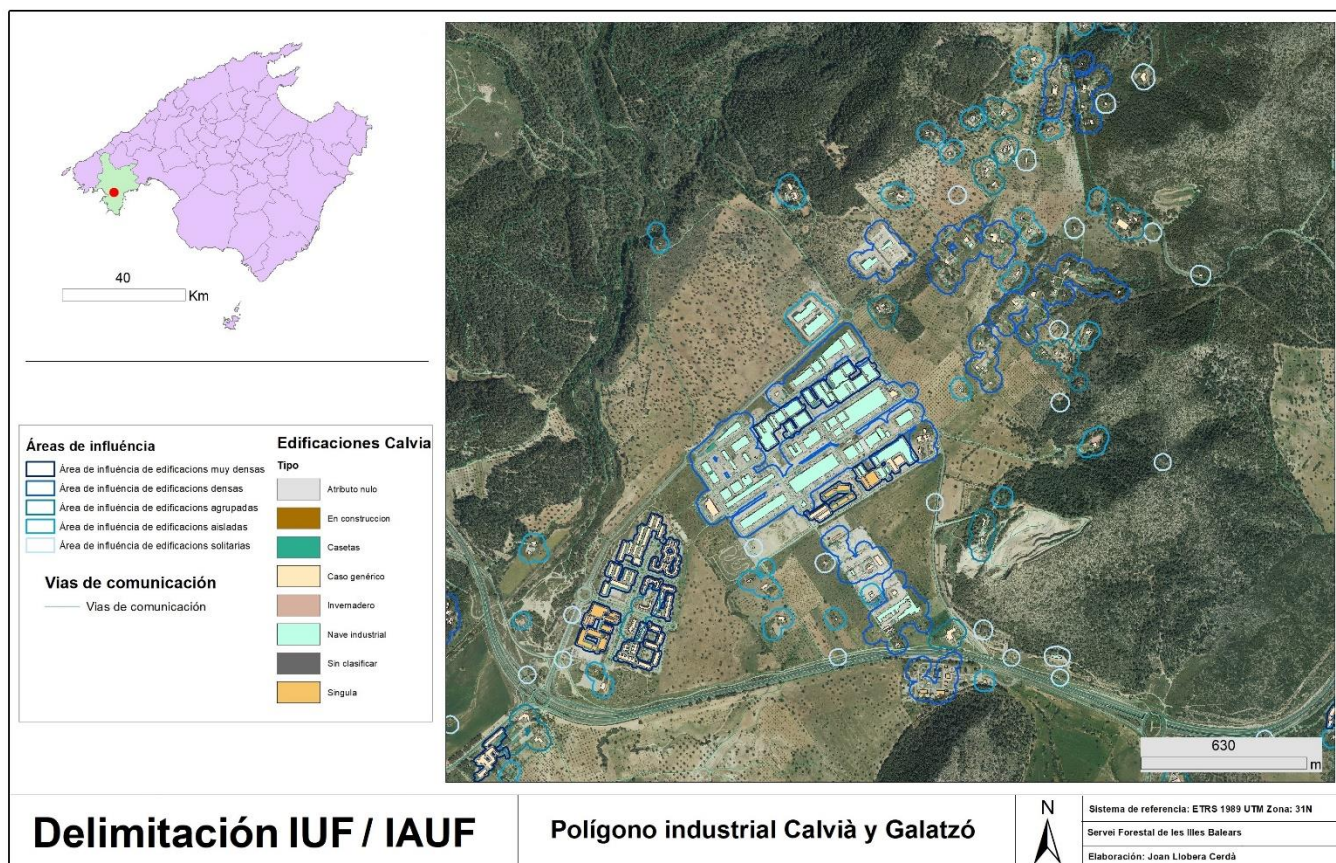 40
Km
Áreas de influéncia
Área de influéncia de edificacions muy densas
Área de influéncia de edificacions densas
Área de influéncia de edificacions agrupadas
Área de influéncia de edificacions aisladas
Área de influéncia de edificacions solitarias
Vias de comunicación
Vias de comunicación
Edificaciones Calvia
Tipo
Atributo nulo
En construccion
Casetas
Caso genérico
Invernadero
Nave industrial
Sin clasificar
Singula
630
m
Delimitación IUF / IAUF
Polígono industrial Calvià y Galatzó
N
Sistema de referencia: ETRS 1989 UTM Zona: 31N
Servei Forestal de les Illes Balears
Elaboración: Joan Llobera Cerdà